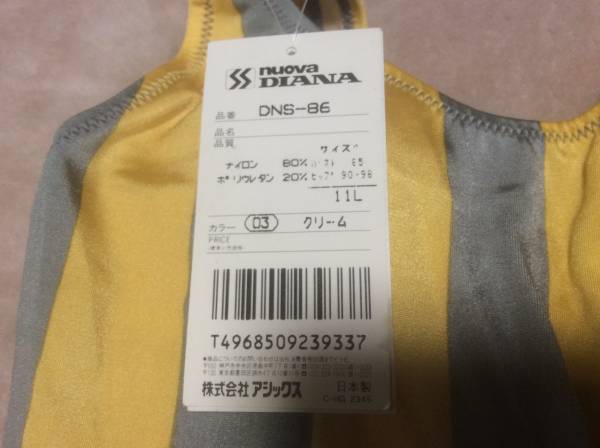 nuova
DIANA
品番 DNS-86
品名
品質 サイズ
ナイロン 80% バスト 85
ポリウレタン 20% ヒップ 90-98
11L
カラー 03 クリーム
PRICE
T4968509239337
株式会社 アシックス 日本製